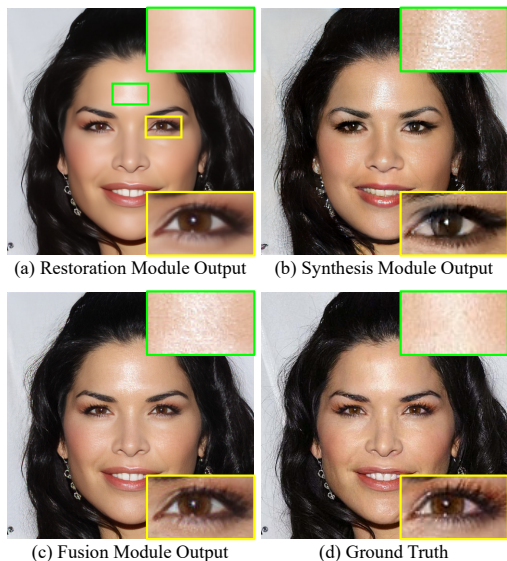 (a) Restoration Module Output
(b) Synthesis Module Output
(c) Fusion Module Output
(d) Ground Truth